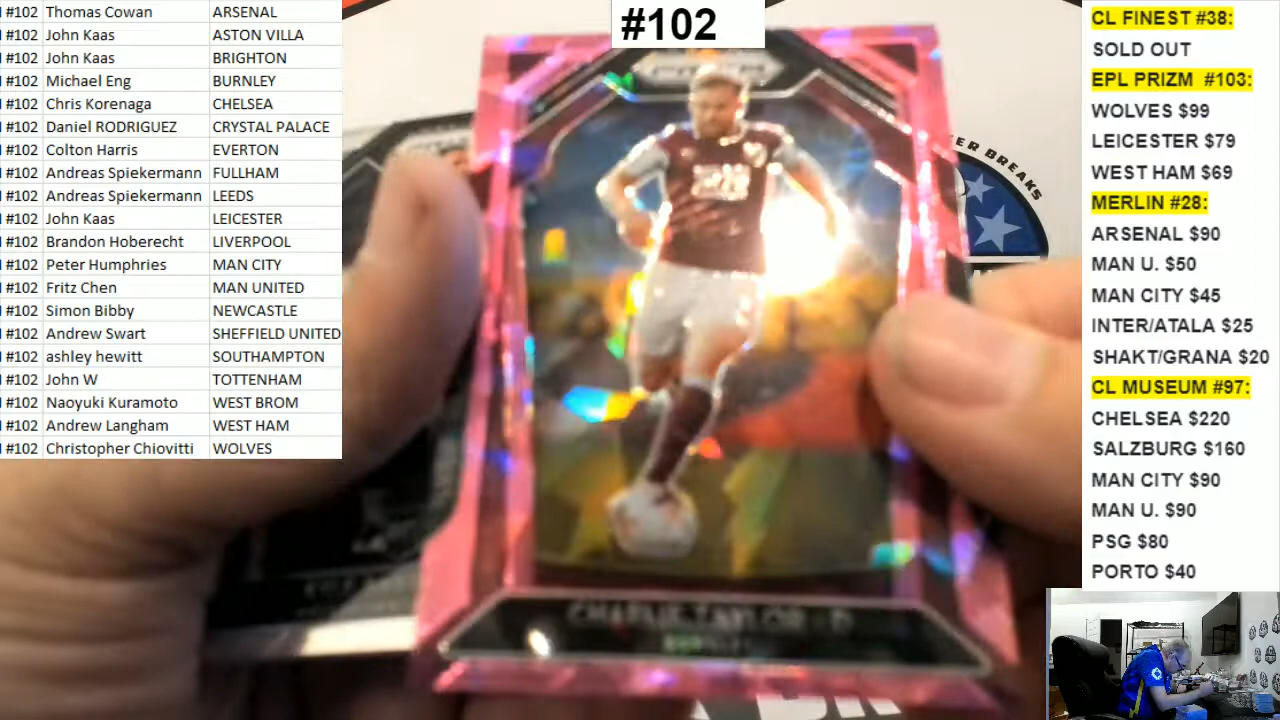 #102 Thomas Cowan ARSENAL
#102 John Kaas ASTON VILLA
#102 John Kaas BRIGHTON
#102 Michael Eng BURNLEY
#102 Chris Korenaga CHELSEA
#102 Daniel RODRIGUEZ CRYSTAL PALACE
#102 Colton Harris EVERTON
#102 Andreas Spiekermann FULLHAM
#102 Andreas Spiekermann LEEDS
#102 John Kaas LEICESTER
#102 Brandon Hoberecht LIVERPOOL
#102 Peter Humphries MAN CITY
#102 Fritz Chen MAN UNITED
#102 Simon Bibby NEWCASTLE
#102 Andrew Swart SHEFFIELD UNITED
#102 ashley hewitt SOUTHAMPTON
#102 John W TOTTENHAM
#102 Naoyuki Kuramoto WEST BROM
#102 Andrew Langham WEST HAM
#102 Christopher Chiovitti WOLVES
#102
PRIZM
CHARLIE TAYLOR - D
BURNLEY
BREAKS
CL FINEST #38:
SOLD OUT
EPL PRIZM #103:
WOLVES $99
LEICESTER $79
WEST HAM $69
MERLIN #28:
ARSENAL $90
MAN U. $50
MAN CITY $45
INTER/ATALA $25
SHAKT/GRANA $20
CL MUSEUM #97:
CHELSEA $220
SALZBURG $160
MAN CITY $90
MAN U. $90
PSG $80
PORTO $40